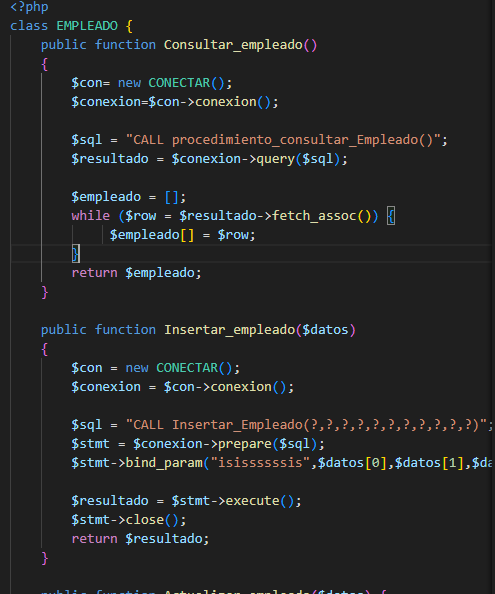 <?php
class EMPLEADO {
public function Consultar_empleado()
{
$con= new CONECTAR();
$conexion=$con->conexion();
$sql = "CALL procedimiento_consultar_Empleado()";
$resultado = $conexion->query($sql);
$empleado = [];
while ($row = $resultado->fetch_assoc()) {
$empleado[] = $row;
}
return $empleado;
}
public function Insertar_empleado($datos)
{
$con = new CONECTAR();
$conexion = $con->conexion();
$sql = "CALL Insertar_Empleado(?,?,?,?,?,?,?,?,?,?,?)";
$stmt = $conexion->prepare($sql);
$stmt->bind_param("isissssssis",$datos[0],$datos[1],$da
$resultado = $stmt->execute();
$stmt->close();
return $resultado;
}
public function Actualizar_empleado($datos) {